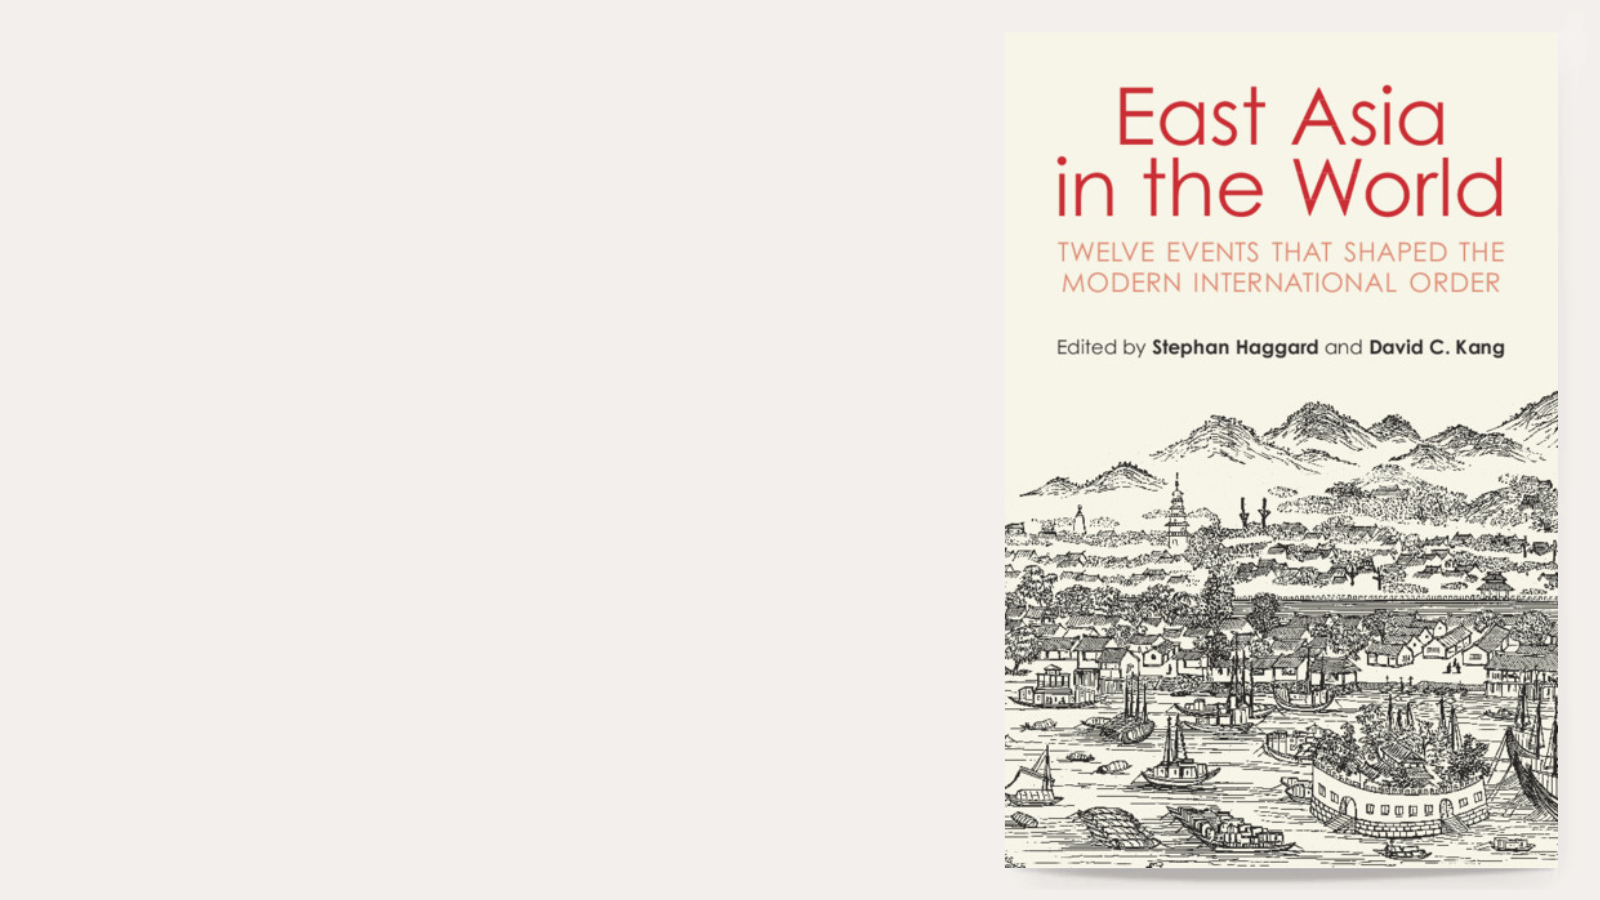 East Asia
in the World
TWELVE EVENTS THAT SHAPED THE
MODERN INTERNATIONAL ORDER
Edited by Stephan Haggard and David C. Kang